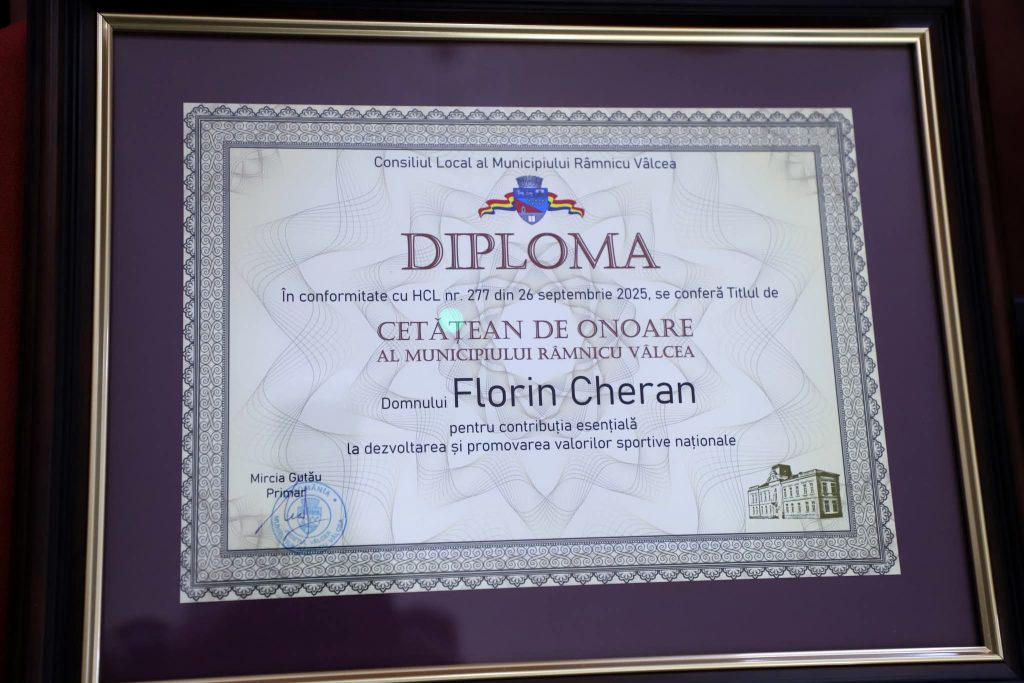 Consiliul Local al Municipiului Râmnicu Vâlcea
DIPLOMA
În conformitate cu HCL nr. 277 din 26 septembrie 2025, se conferă Titlul de
CETĂȚEAN DE ONOARE
AL MUNICIPIULUI RÂMNICU VÂLCEA
Domnului Florin Cheran
pentru contribuția esențială
la dezvoltarea și promovarea valorilor sportive naționale
Mircia Gutău
Primar
ROMÂNIA